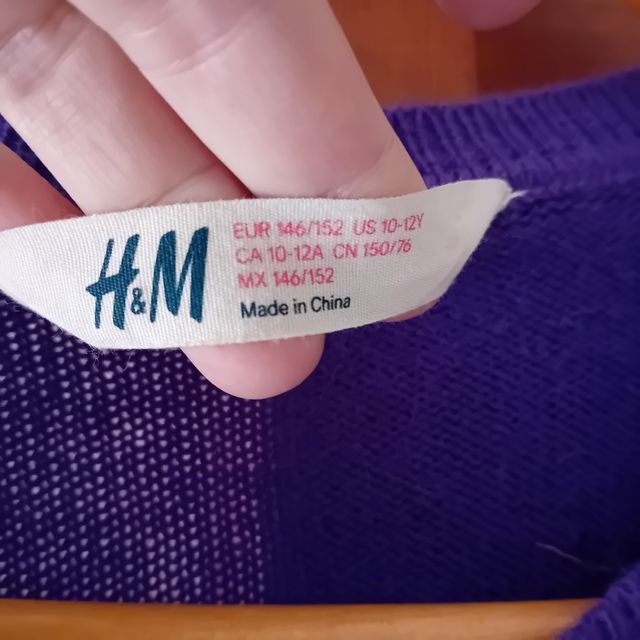 H&M
EUR 146/152 US 10-12Y
CA 10-12A CN 150/76
MX 146/152
Made in China